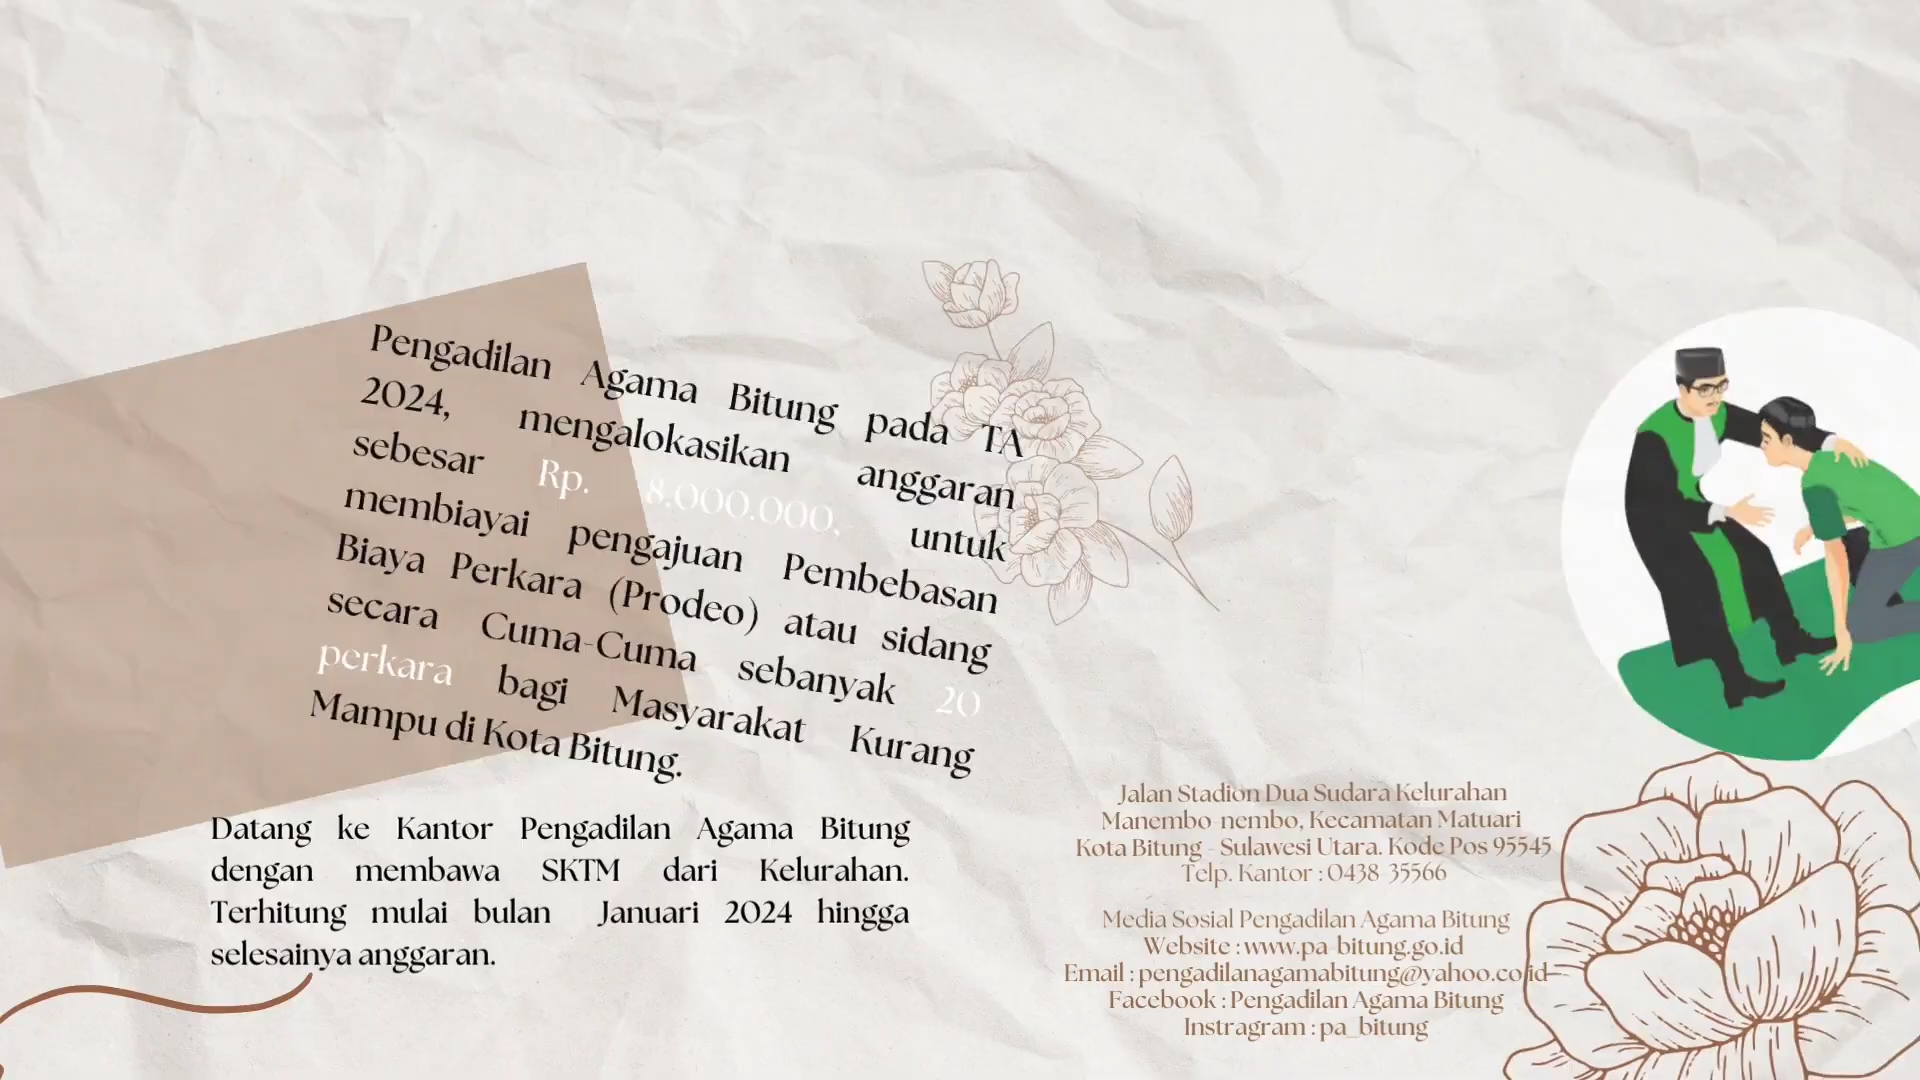 Pengadilan Agama Bitung pada TA
2024, mengalokasikan anggaran
sebesar Rp. 8.000.000, untuk
membiayai pengajuan Pembebasan
Biaya Perkara (Prodeo) atau sidang
secara Cuma-Cuma sebanyak 20
perkara bagi Masyarakat Kurang
Mampu di Kota Bitung.
Datang ke Kantor Pengadilan Agama Bitung
dengan membawa SKTM dari Kelurahan.
Terhitung mulai bulan Januari 2024 hingga
selesainya anggaran.
Jalan Stadion Dua Sudara Kelurahan
Manembo-nembo, Kecamatan Matuari
Kota Bitung - Sulawesi Utara. Kode Pos 95545
Telp. Kantor : 0438-35566
Media Sosial Pengadilan Agama Bitung
Website : www.pa-bitung.go.id
Email : pengadilanagamabitung@yahoo.co.id
Facebook : Pengadilan Agama Bitung
Instragram : pa_bitung